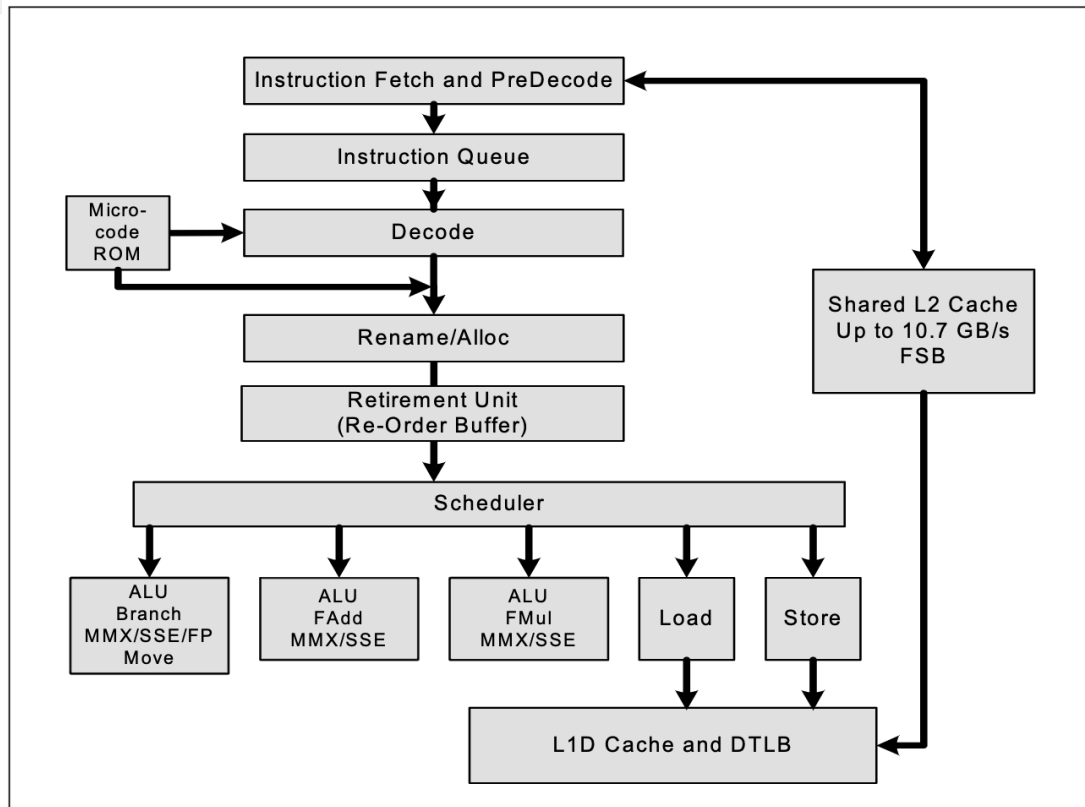 Instruction Fetch and PreDecode
Instruction Queue
Micro-
code
ROM
Decode
Shared L2 Cache
Up to 10.7 GB/s
FSB
Rename/Alloc
Retirement Unit
(Re-Order Buffer)
Scheduler
ALU
Branch
MMX/SSE/FP
Move
ALU
FAdd
MMX/SSE
ALU
FMul
MMX/SSE
Load
Store
L1D Cache and DTLB